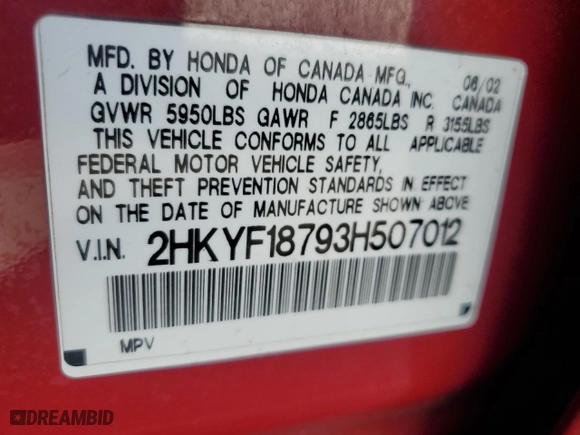 MFD. BY HONDA OF CANADA MFG., 06/02
A DIVISION OF HONDA CANADA INC. CANADA
GVWR 5950LBS GAWR F 2865LBS R 3155LBS
THIS VEHICLE CONFORMS TO ALL APPLICABLE
FEDERAL MOTOR VEHICLE SAFETY,
AND THEFT PREVENTION STANDARDS IN EFFECT
ON THE DATE OF MANUFACTURE SHOWN ABOVE.
V.I.N. 2HKYF18793H507012
MPV
DREAMBID